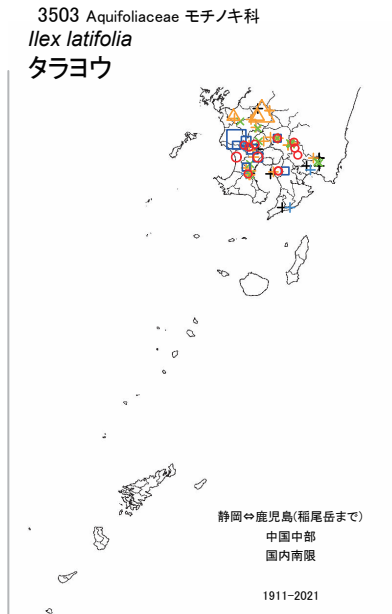 3503 Aquifoliaceae モチノキ科
Ilex latifolia
タラヨウ
静岡⇔鹿児島(稲尾岳まで)
中国中部
国内南限
1911-2021